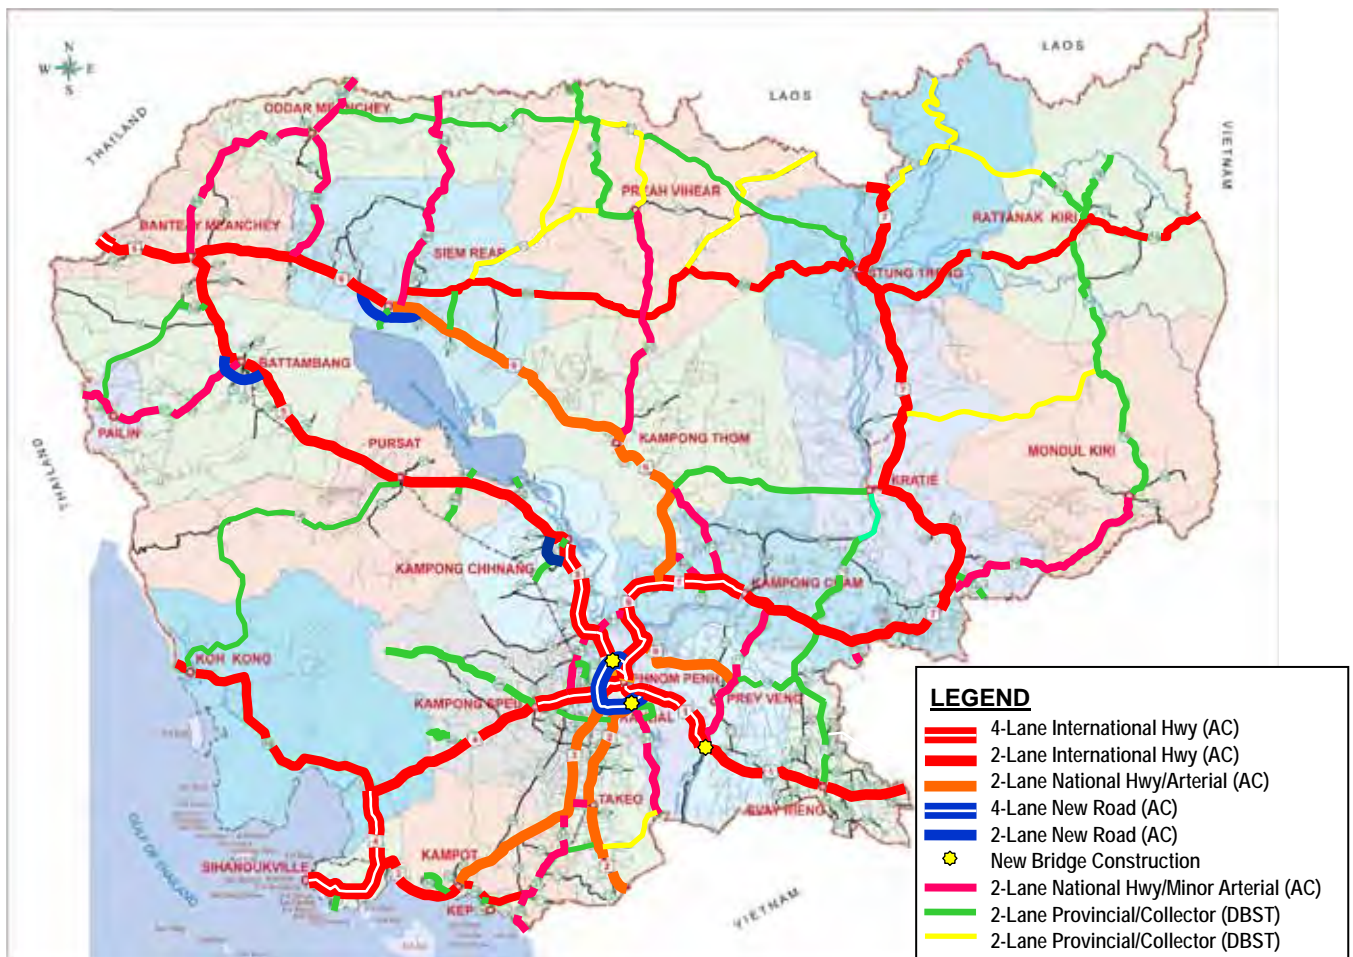 LAOS
N
W E
S
LAOS
ODDAR MEANCHEY
THAILAND
VIETNAM
PREAH VIHEAR
RATTANAK KIRI
BANTEAY MEANCHEY
SIEM REAP
STUNG TRENG
BATTAMBANG
PAILIN
PURSAT
KAMPONG THOM
MONDUL KIRI
THAILAND
KRATIE
KAMPONG CHHNANG
KAMPONG CHAM
KOH KONG
PHNOM PENH
KAMPONG SPEU
PREY VENG
KANDAL
TAKEO
SVAY RIENG
GULF OF THAILAND
KAMPOT
SIHANOUKVILLE
KEP
VIETNAM
LEGEND
4-Lane International Hwy (AC)
2-Lane International Hwy (AC)
2-Lane National Hwy/Arterial (AC)
4-Lane New Road (AC)
2-Lane New Road (AC)
New Bridge Construction
2-Lane National Hwy/Minor Arterial (AC)
2-Lane Provincial/Collector (DBST)
2-Lane Provincial/Collector (DBST)